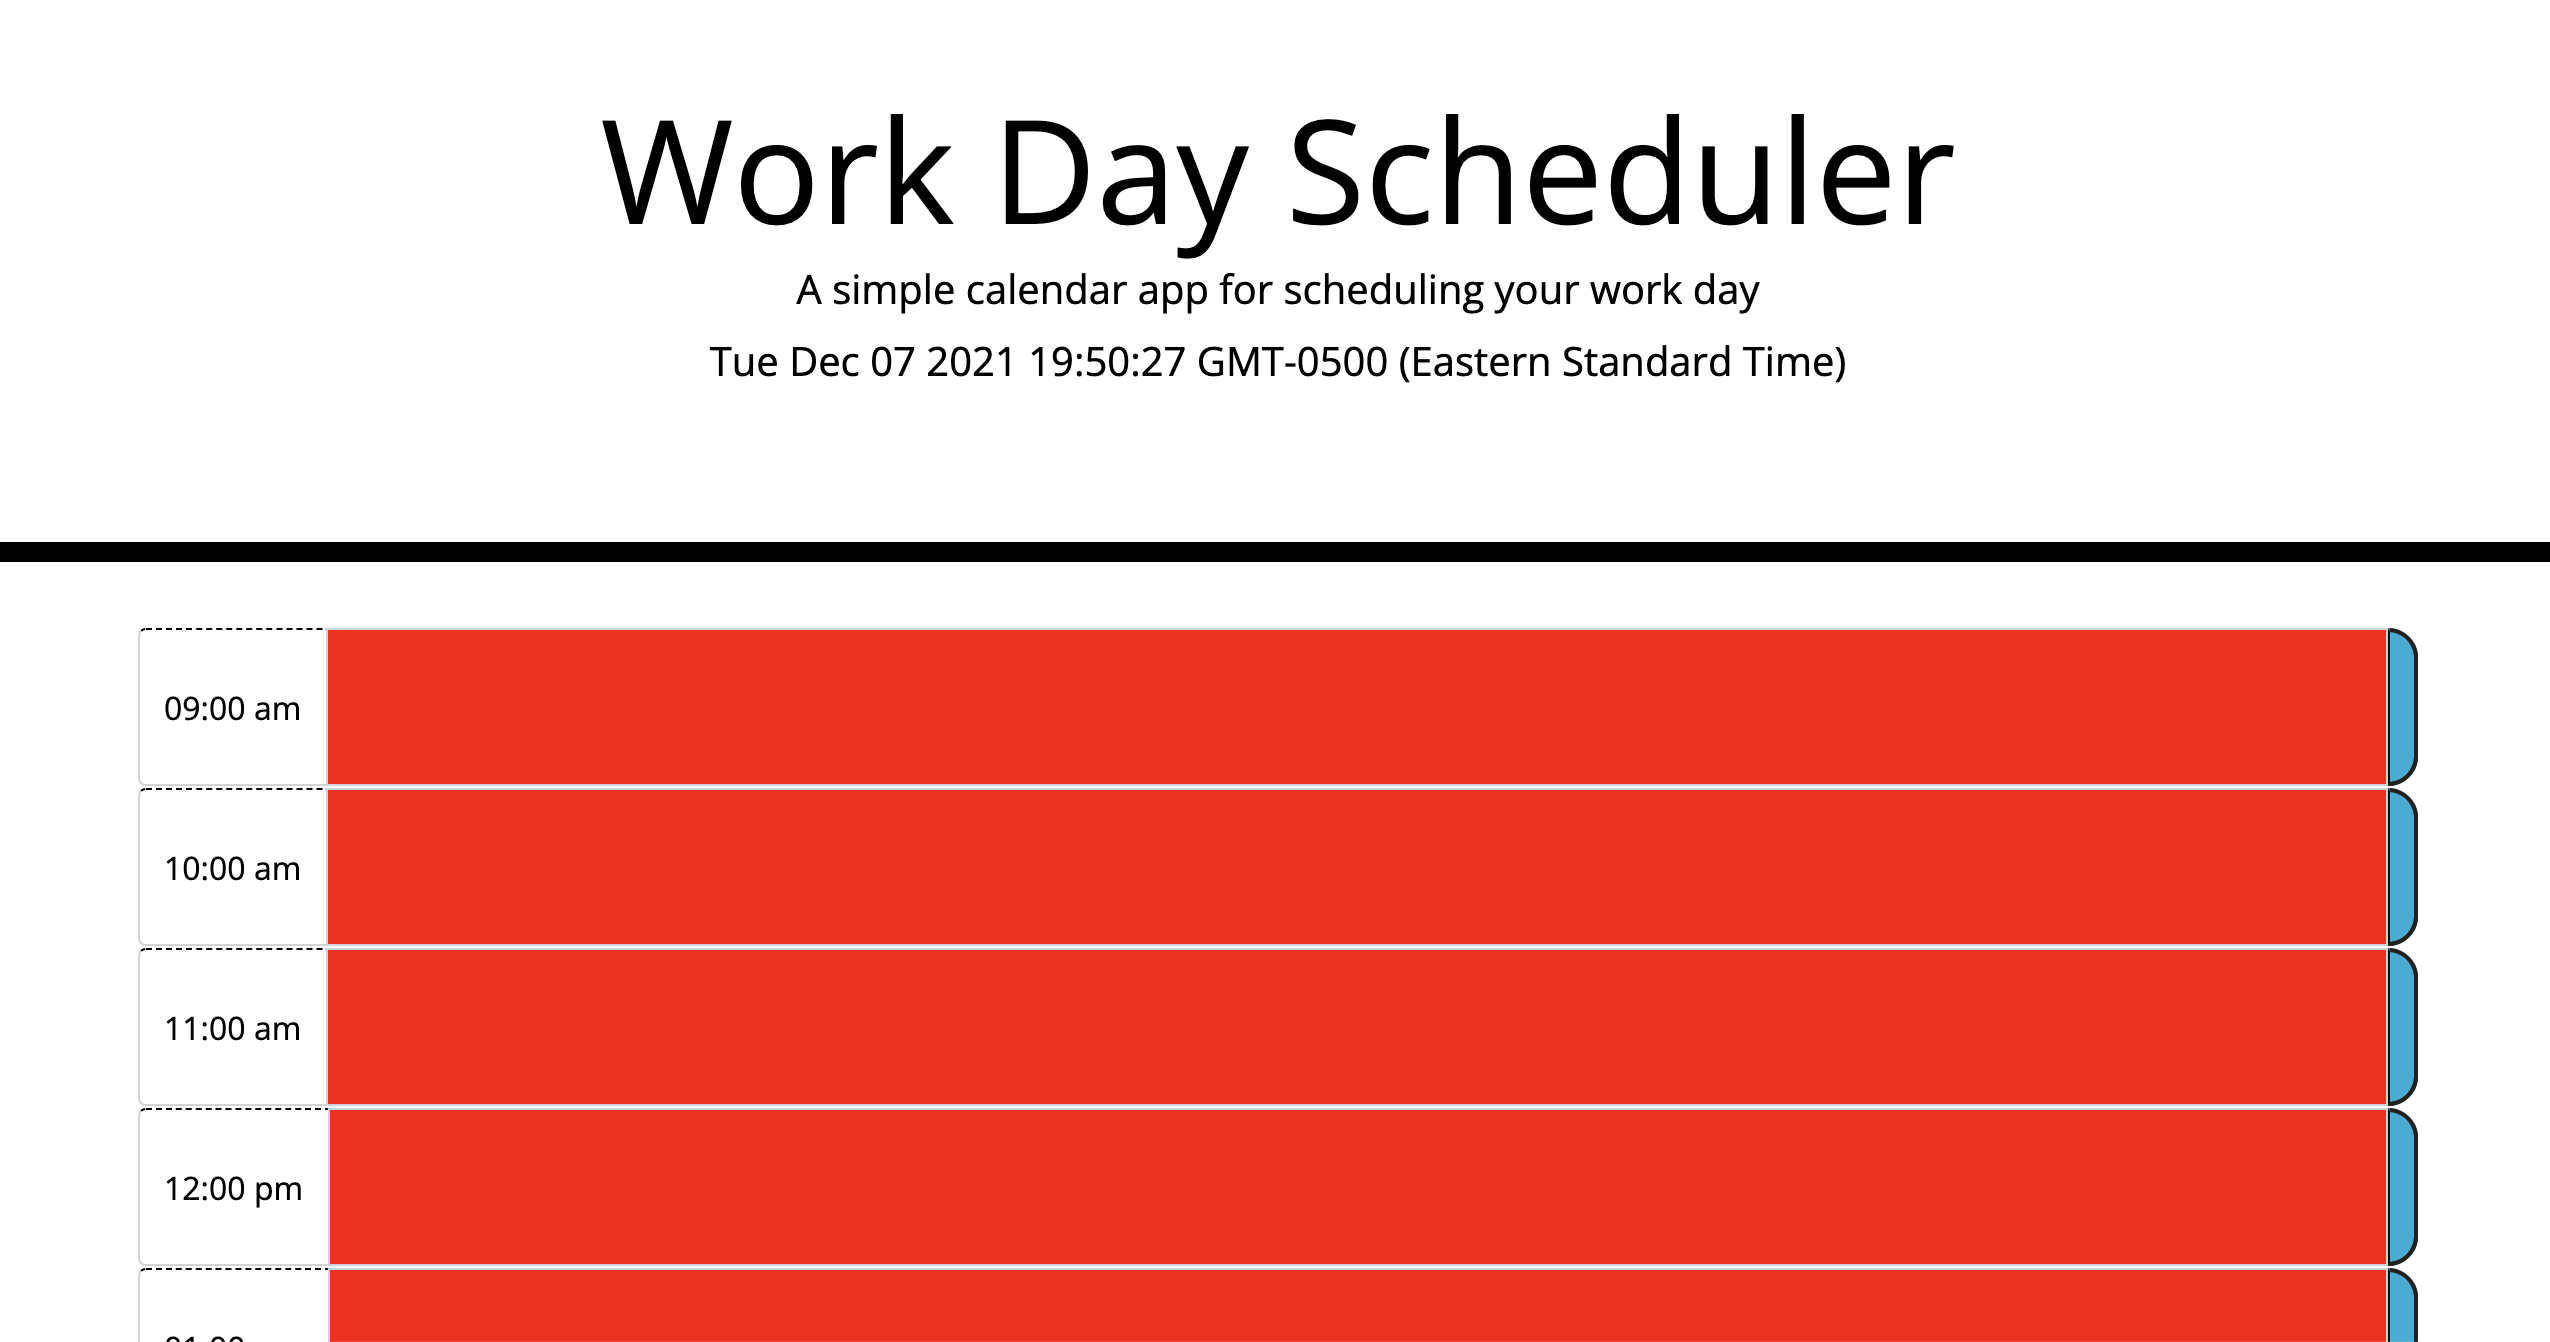 Work Day Scheduler
A simple calendar app for scheduling your work day
Tue Dec 07 2021 19:50:27 GMT-0500 (Eastern Standard Time)
09:00 am
10:00 am
11:00 am
12:00 pm